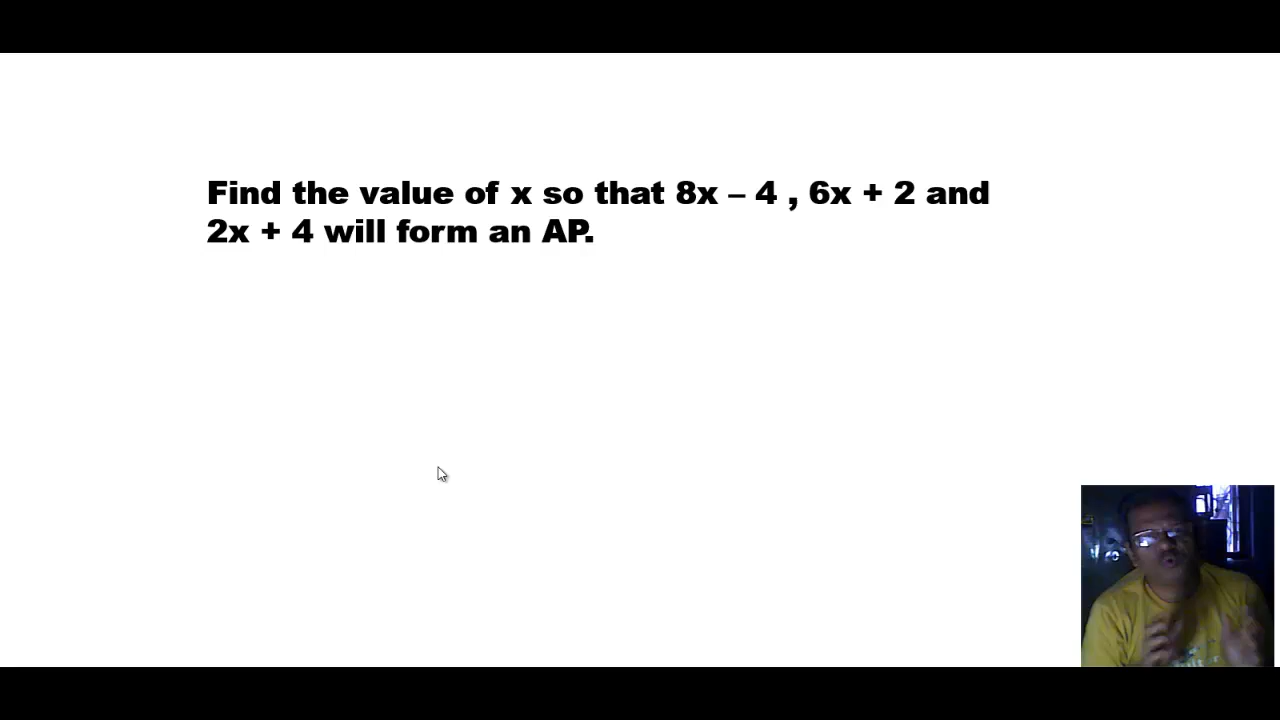 Find the value of x so that 8x – 4 , 6x + 2 and
2x + 4 will form an AP.